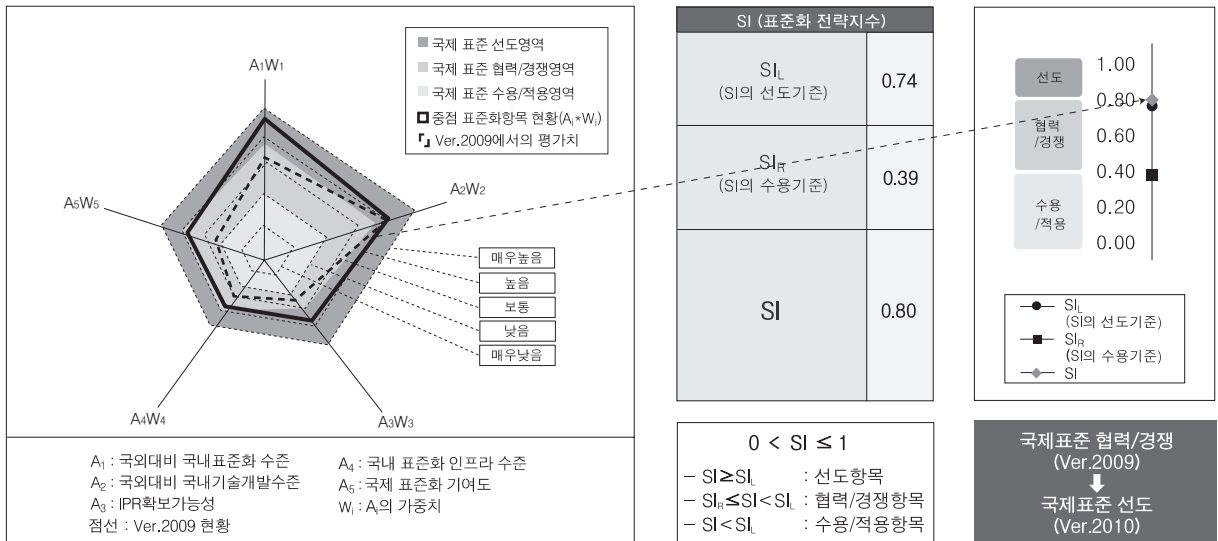 국제 표준 선도영역
국제 표준 협력/경쟁영역
국제 표준 수용/적용영역
중점 표준화항목 현황(Aᵢ*Wᵢ)
Ver.2009에서의 평가치
A₁W₁
A₂W₂
A₅W₅
A₄W₄
A₃W₃
매우높음
높음
보통
낮음
매우낮음
A₁ : 국외대비 국내표준화 수준
A₂ : 국외대비 국내기술개발수준
A₃ : IPR확보가능성
점선 : Ver.2009 현황
A₄ : 국내 표준화 인프라 수준
A₅ : 국제 표준화 기여도
Wᵢ : Aᵢ의 가중치
SI (표준화 전략지수)
SI_L
(SI의 선도기준)
0.74
SI_R
(SI의 수용기준)
0.39
SI
0.80
0 < SI ≤ 1
– SI≥SI_L : 선도항목
– SI_R≤SI<SI_L : 협력/경쟁항목
– SI<SI_L : 수용/적용항목
선도
협력
/경쟁
수용
/적용
1.00
0.80
0.60
0.40
0.20
0.00
SI_L
(SI의 선도기준)
SI_R
(SI의 수용기준)
SI
국제표준 협력/경쟁
(Ver.2009)
국제표준 선도
(Ver.2010)